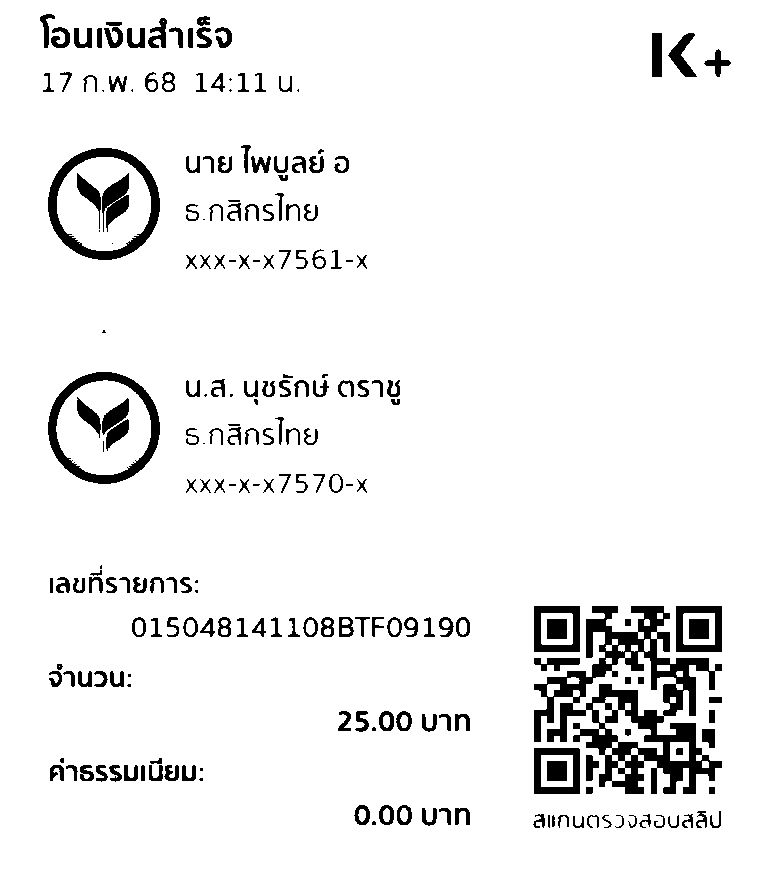 โอนเงินสำเร็จ
17 ก.พ. 68 14:11 น.
K+
นาย ไพบูลย์ อ
ธ.กสิกรไทย
xxx-x-x7561-x
น.ส. นุชรักษ์ ตราชู
ธ.กสิกรไทย
xxx-x-x7570-x
เลขที่รายการ:
015048141108BTF09190
จำนวน:
25.00 บาท
ค่าธรรมเนียม:
0.00 บาท
สแกนตรวจสอบสลิป